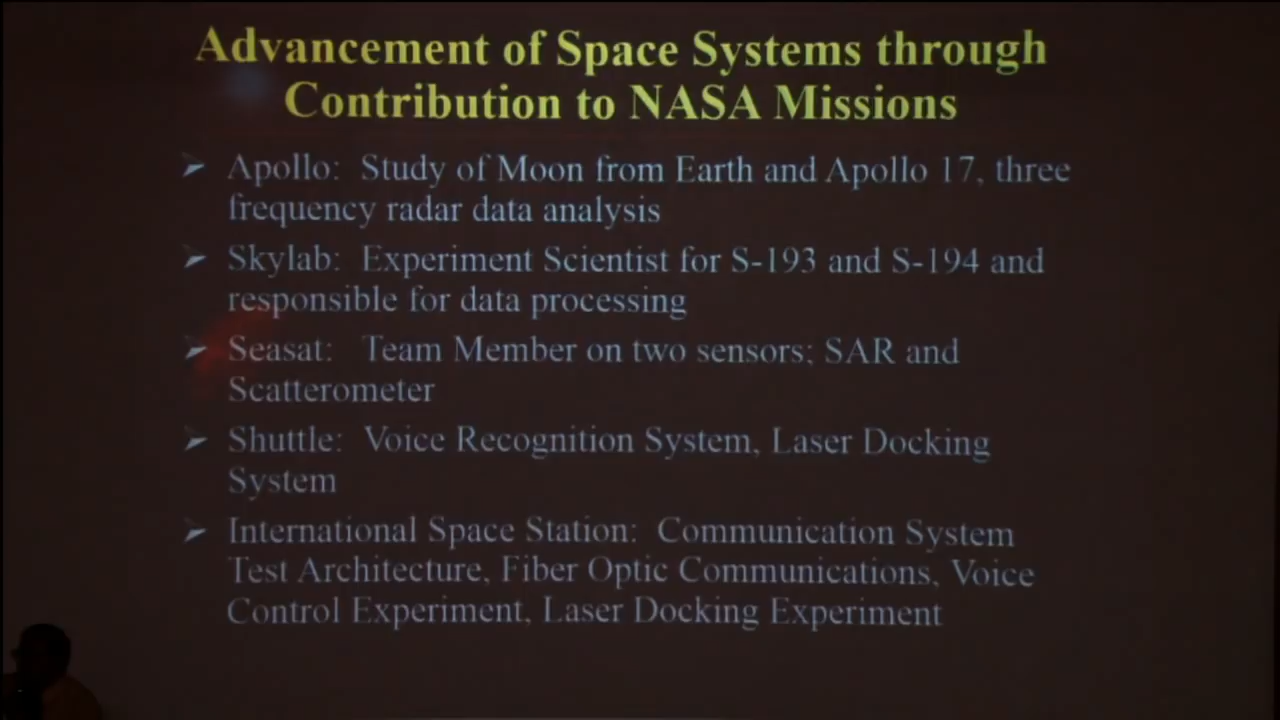 Advancement of Space Systems through
Contribution to NASA Missions
➢ Apollo: Study of Moon from Earth and Apollo 17, three
frequency radar data analysis
➢ Skylab: Experiment Scientist for S-193 and S-194 and
responsible for data processing
➢ Seasat: Team Member on two sensors; SAR and
Scatterometer
➢ Shuttle: Voice Recognition System, Laser Docking
System
➢ International Space Station: Communication System
Test Architecture, Fiber Optic Communications, Voice
Control Experiment, Laser Docking Experiment